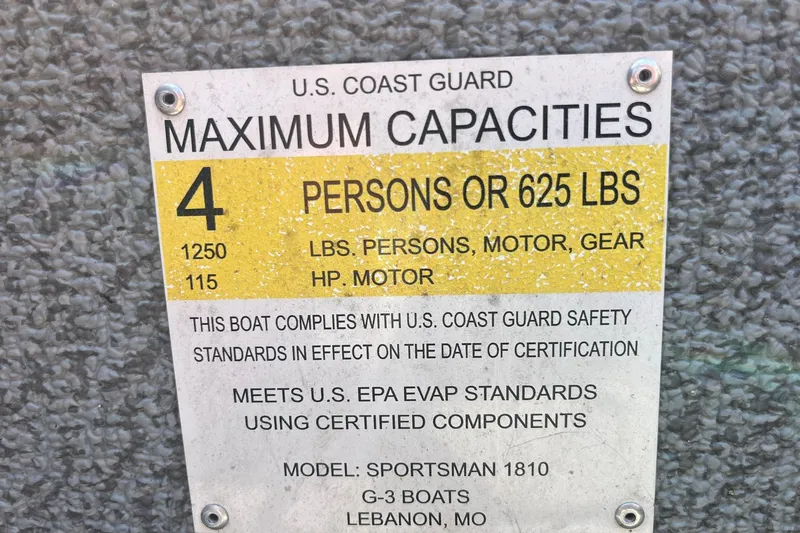 U.S. COAST GUARD
MAXIMUM CAPACITIES
4 PERSONS OR 625 LBS
1250 LBS. PERSONS, MOTOR, GEAR
115 HP. MOTOR
THIS BOAT COMPLIES WITH U.S. COAST GUARD SAFETY
STANDARDS IN EFFECT ON THE DATE OF CERTIFICATION
MEETS U.S. EPA EVAP STANDARDS
USING CERTIFIED COMPONENTS
MODEL: SPORTSMAN 1810
G-3 BOATS
LEBANON, MO